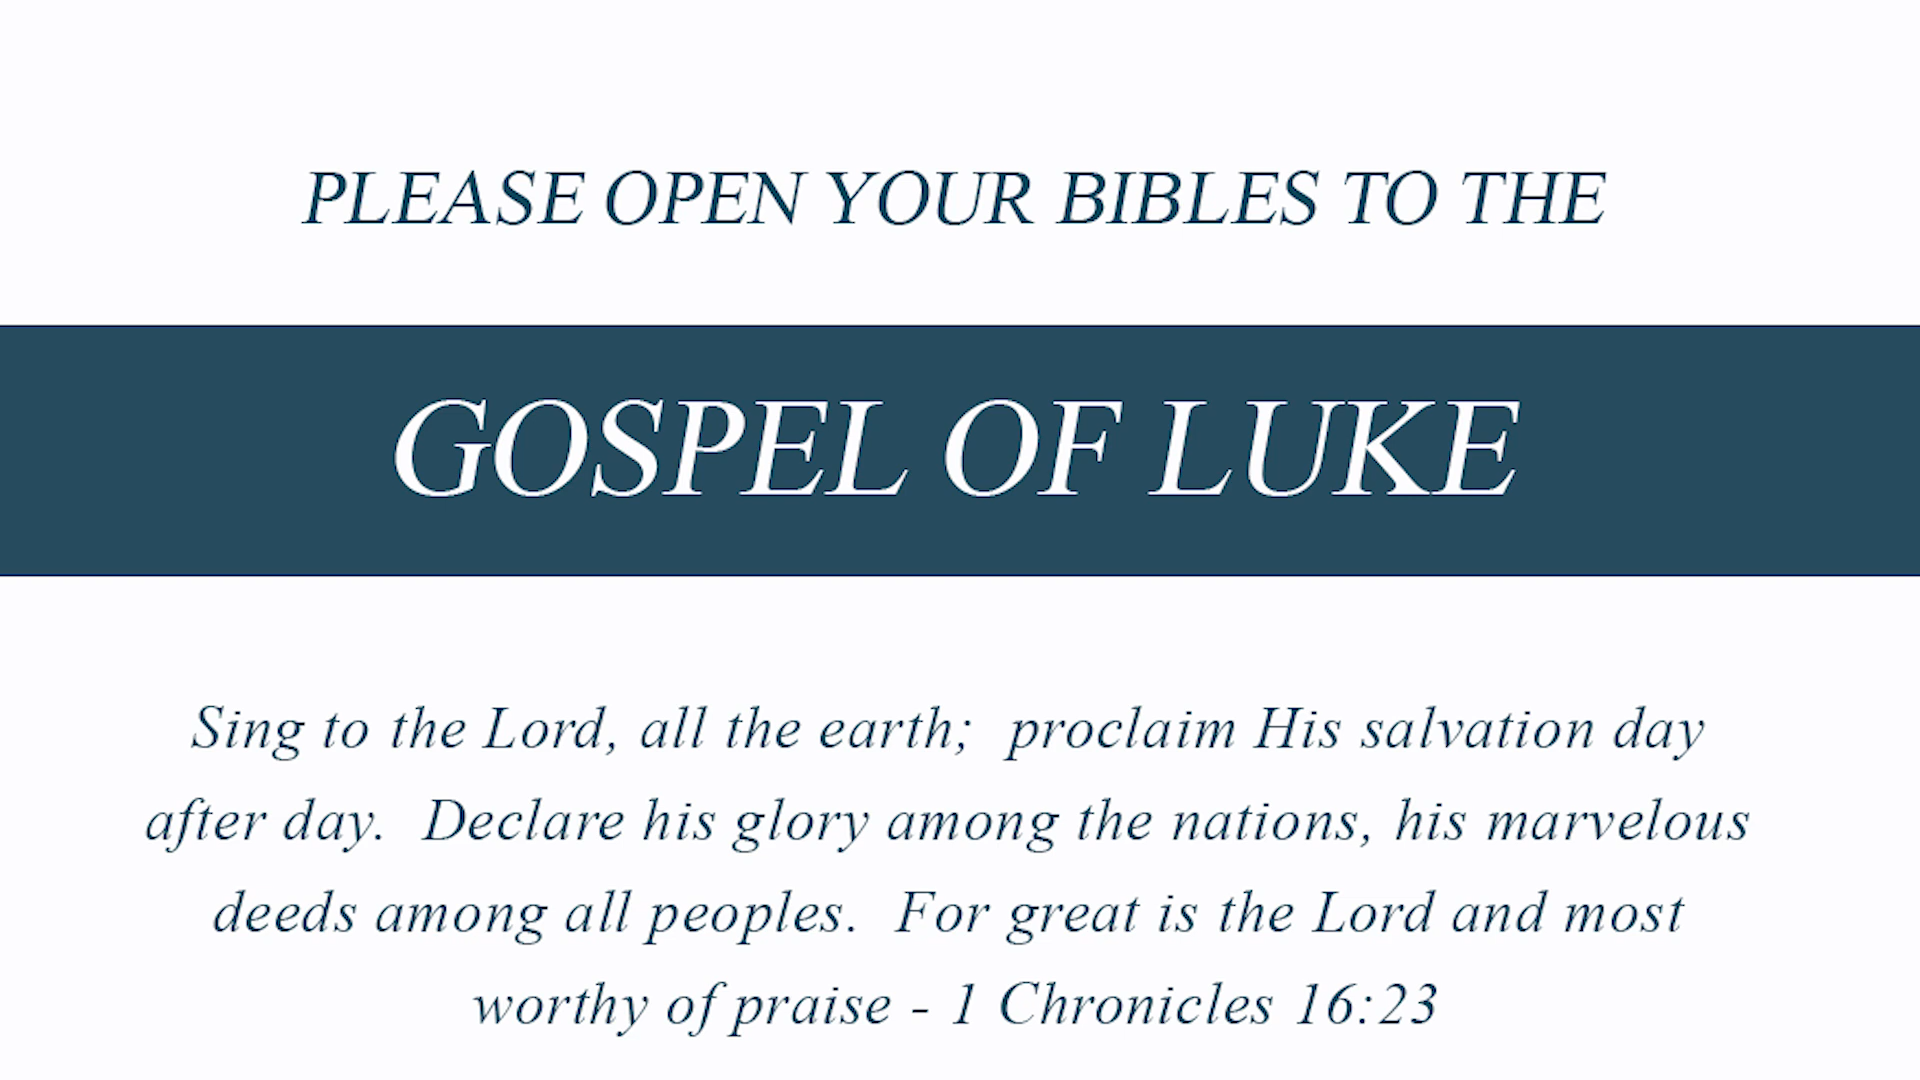 PLEASE OPEN YOUR BIBLES TO THE
GOSPEL OF LUKE
Sing to the Lord, all the earth;  proclaim His salvation day
after day.  Declare his glory among the nations, his marvelous
deeds among all peoples.  For great is the Lord and most
worthy of praise - 1 Chronicles 16:23